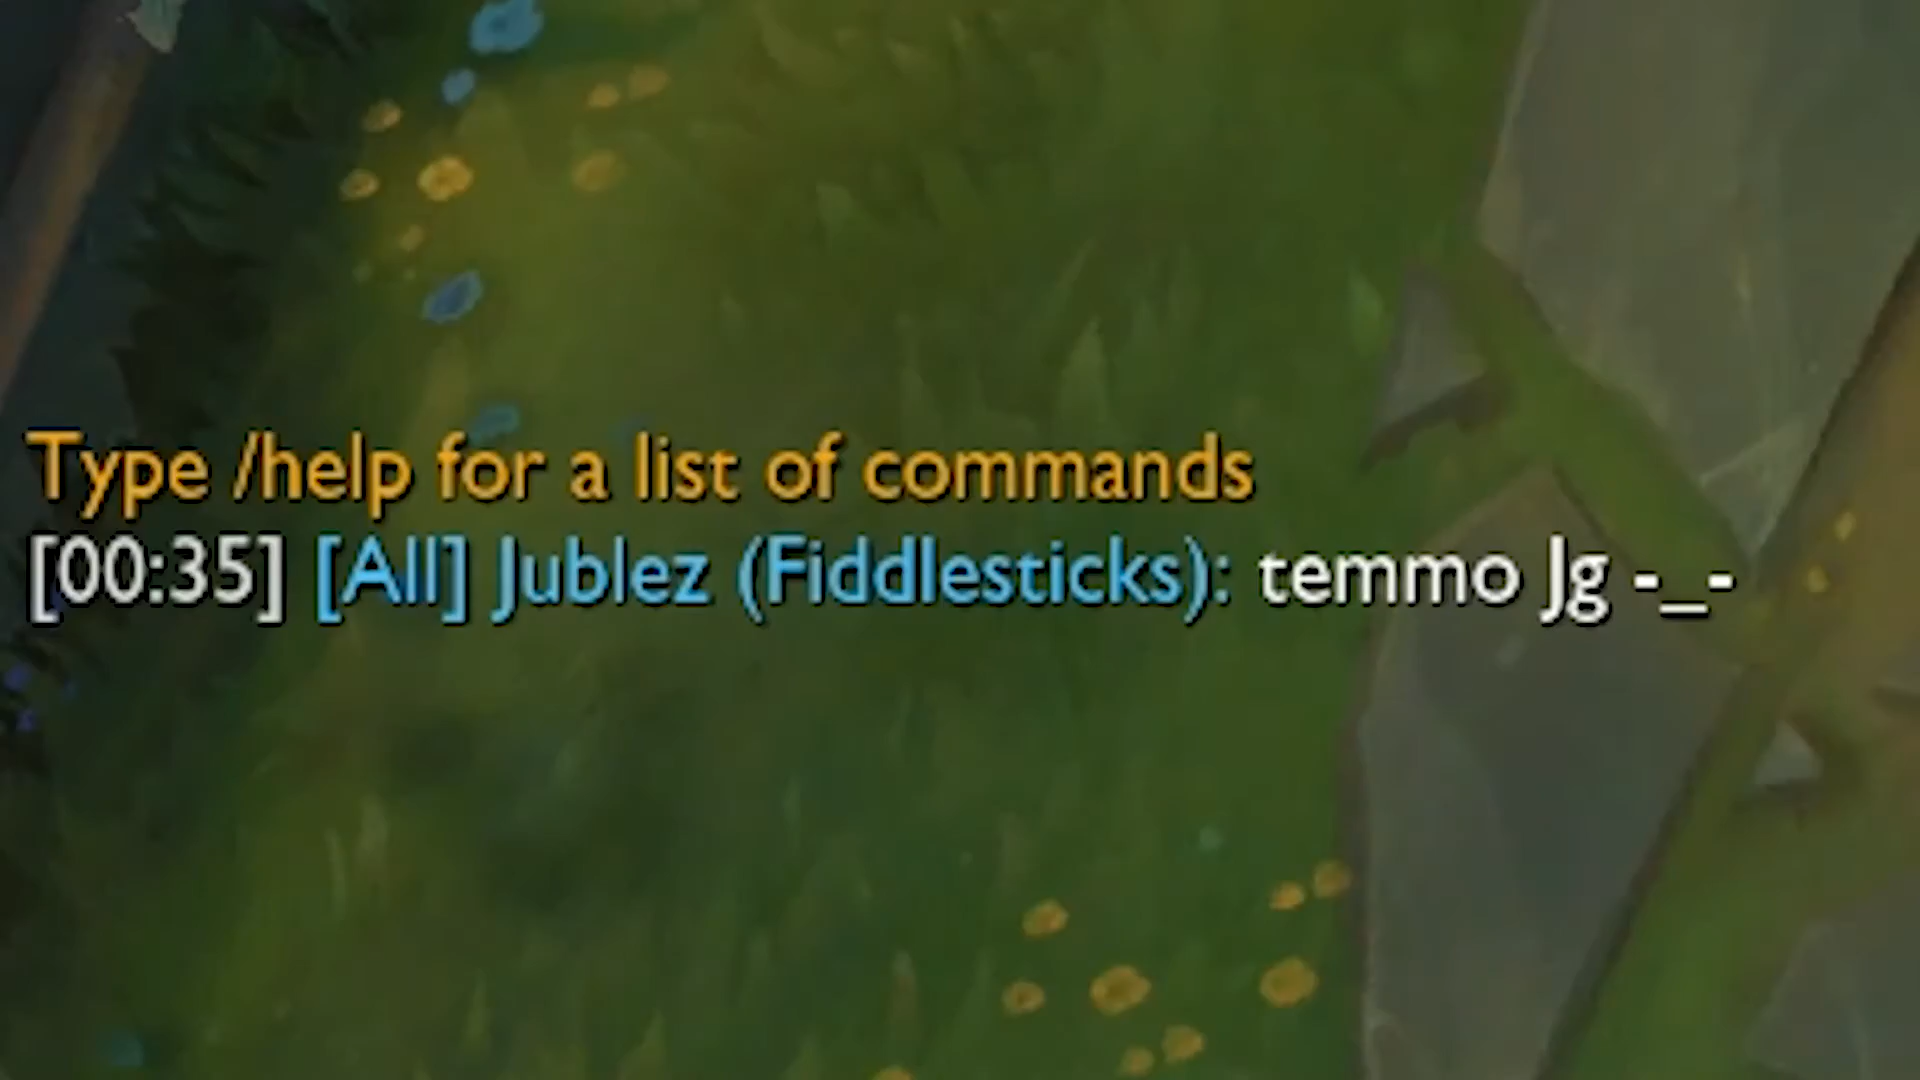 Type /help for a list of commands
[00:35] [All] Jublez (Fiddlesticks): temmo Jg -_-